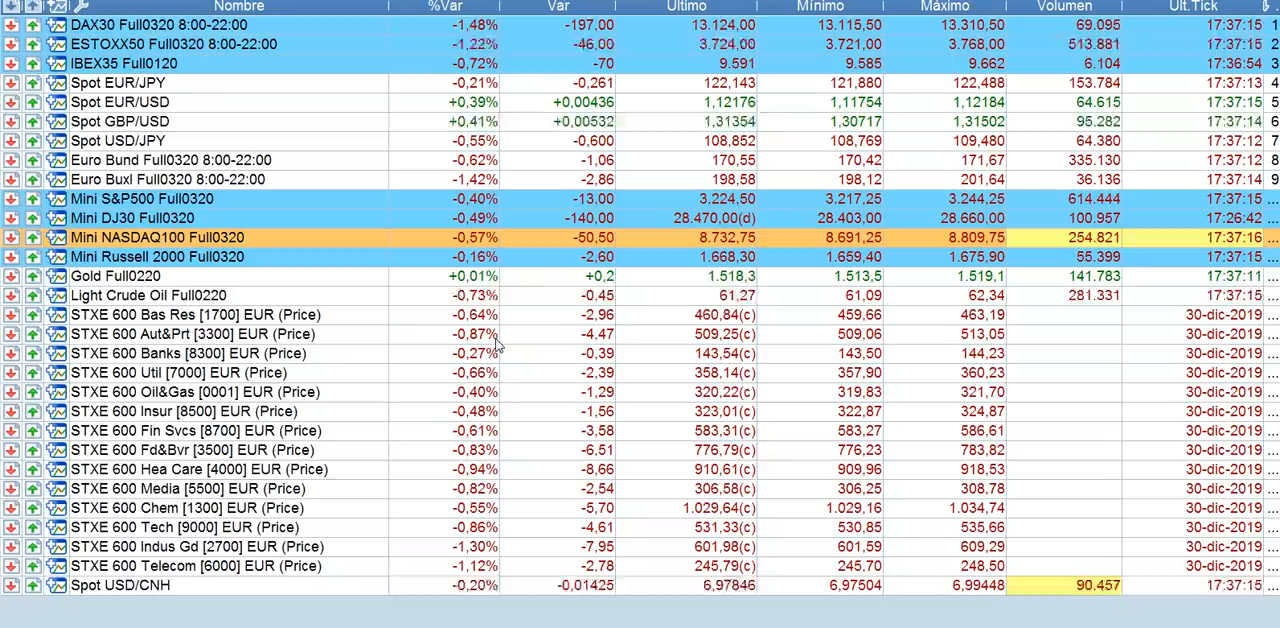 Nombre %Var Var Último Mínimo Máximo Volumen Últ.Tick
DAX30 Full0320 8:00-22:00 -1,48% -197,00 13.124,00 13.115,50 13.310,50 69.095 17:37:15 1
ESTOXX50 Full0320 8:00-22:00 -1,22% -46,00 3.724,00 3.721,00 3.768,00 513.881 17:37:15 2
IBEX35 Full0120 -0,72% -70 9.591 9.585 9.662 6.104 17:36:54 3
Spot EUR/JPY -0,21% -0,261 122,143 121,880 122,488 153.784 17:37:13 4
Spot EUR/USD +0,39% +0,00436 1,12176 1,11754 1,12184 64.615 17:37:15 5
Spot GBP/USD +0,41% +0,00532 1,31354 1,30717 1,31502 95.282 17:37:14 6
Spot USD/JPY -0,55% -0,600 108,852 108,769 109,480 64.380 17:37:12 7
Euro Bund Full0320 8:00-22:00 -0,62% -1,06 170,55 170,42 171,67 335.130 17:37:12 8
Euro Buxl Full0320 8:00-22:00 -1,42% -2,86 198,58 198,12 201,64 36.136 17:37:14 9
Mini S&P500 Full0320 -0,40% -13,00 3.224,50 3.217,25 3.244,25 614.444 17:37:15 ...
Mini DJ30 Full0320 -0,49% -140,00 28.470,00(d) 28.403,00 28.660,00 100.957 17:26:42 ...
Mini NASDAQ100 Full0320 -0,57% -50,50 8.732,75 8.691,25 8.809,75 254.821 17:37:16 ...
Mini Russell 2000 Full0320 -0,16% -2,60 1.668,30 1.659,40 1.675,90 55.399 17:37:15 ...
Gold Full0220 +0,01% +0,2 1.518,3 1.513,5 1.519,1 141.783 17:37:11 ...
Light Crude Oil Full0220 -0,73% -0,45 61,27 61,09 62,34 281.331 17:37:15 ...
STXE 600 Bas Res [1700] EUR (Price) -0,64% -2,96 460,84(c) 459,66 463,19 30-dic-2019 ...
STXE 600 Aut&Prt [3300] EUR (Price) -0,87% -4,47 509,25(c) 509,06 513,05 30-dic-2019 ...
STXE 600 Banks [8300] EUR (Price) -0,27% -0,39 143,54(c) 143,50 144,23 30-dic-2019 ...
STXE 600 Util [7000] EUR (Price) -0,66% -2,39 358,14(c) 357,90 360,23 30-dic-2019 ...
STXE 600 Oil&Gas [0001] EUR (Price) -0,40% -1,29 320,22(c) 319,83 321,70 30-dic-2019 ...
STXE 600 Insur [8500] EUR (Price) -0,48% -1,56 323,01(c) 322,87 324,87 30-dic-2019 ...
STXE 600 Fin Svcs [8700] EUR (Price) -0,61% -3,58 583,31(c) 583,27 586,61 30-dic-2019 ...
STXE 600 Fd&Bvr [3500] EUR (Price) -0,83% -6,51 776,79(c) 776,23 783,82 30-dic-2019 ...
STXE 600 Hea Care [4000] EUR (Price) -0,94% -8,66 910,61(c) 909,96 918,53 30-dic-2019 ...
STXE 600 Media [5500] EUR (Price) -0,82% -2,54 306,58(c) 306,25 308,78 30-dic-2019 ...
STXE 600 Chem [1300] EUR (Price) -0,55% -5,70 1.029,64(c) 1.029,16 1.034,74 30-dic-2019 ...
STXE 600 Tech [9000] EUR (Price) -0,86% -4,61 531,33(c) 530,85 535,66 30-dic-2019 ...
STXE 600 Indus Gd [2700] EUR (Price) -1,30% -7,95 601,98(c) 601,59 609,29 30-dic-2019 ...
STXE 600 Telecom [6000] EUR (Price) -1,12% -2,78 245,79(c) 245,70 248,50 30-dic-2019 ...
Spot USD/CNH -0,20% -0,01425 6,97846 6,97504 6,99448 90.457 17:37:15 ...